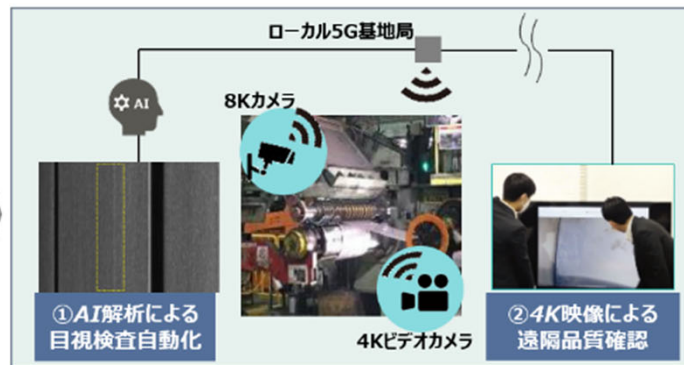 ローカル5G基地局
AI
8Kカメラ
4Kビデオカメラ
①AI解析による
目視検査自動化
②4K映像による
遠隔品質確認